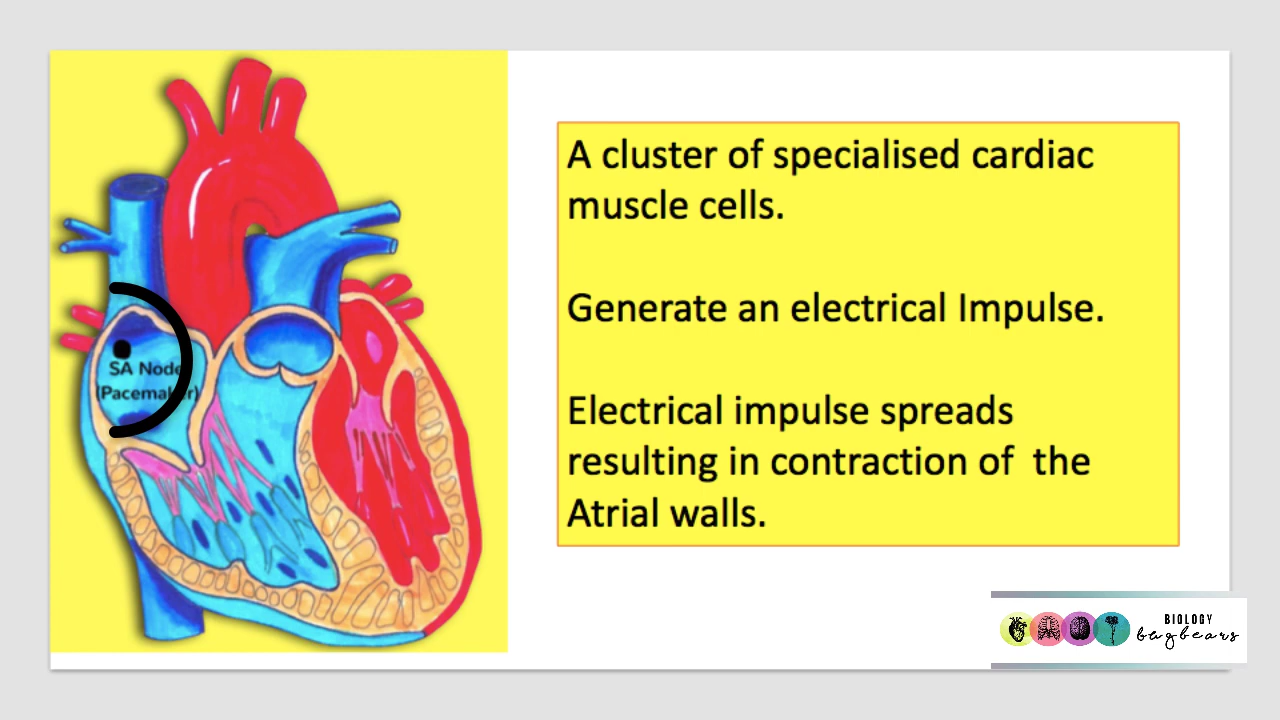 A cluster of specialised cardiac
muscle cells.
Generate an electrical Impulse.
Electrical impulse spreads
resulting in contraction of the
Atrial walls.
SA Node
(Pacemaker)
BIOLOGY
bugbears